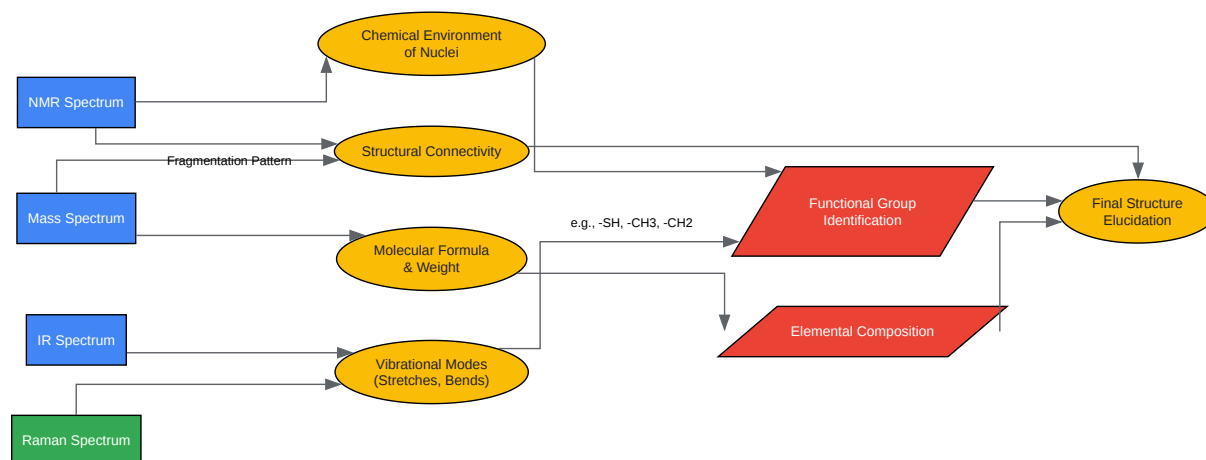 Chemical Environment
of Nuclei
NMR Spectrum
Structural Connectivity
Fragmentation Pattern
Mass Spectrum
Functional Group
Identification
Final Structure
Elucidation
e.g., -SH, -CH3, -CH2
Molecular Formula
& Weight
IR Spectrum
Elemental Composition
Vibrational Modes
(Stretches, Bends)
Raman Spectrum